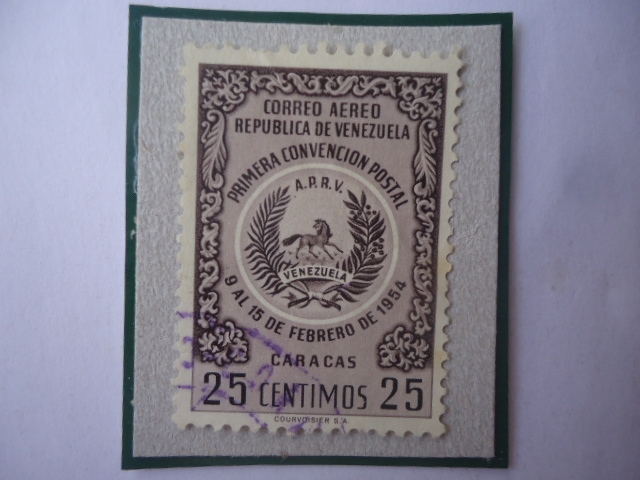 CORREO AEREO
REPUBLICA DE VENEZUELA
PRIMERA CONVENCION POSTAL
A.P.R.V.
VENEZUELA
9 AL 15 DE FEBRERO DE 1954
CARACAS
25 CENTIMOS 25
COURVOISIER S.A.